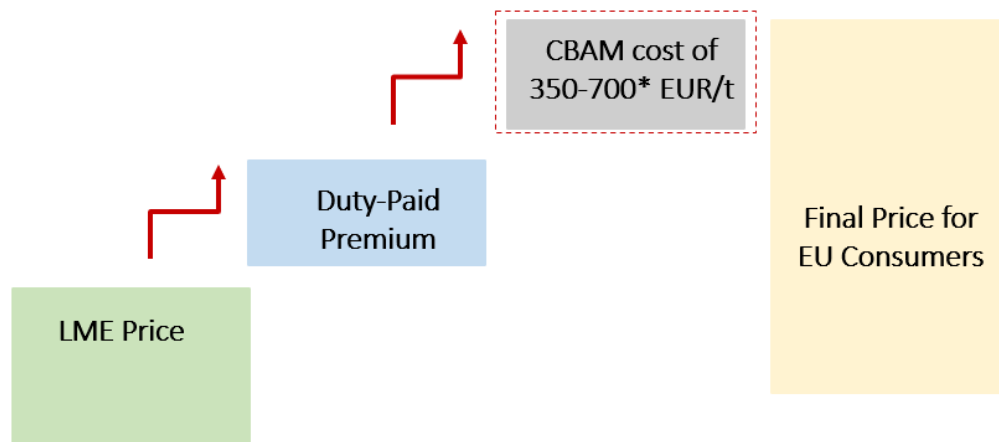 CBAM cost of
350-700* EUR/t
Duty-Paid
Premium
Final Price for
EU Consumers
LME Price